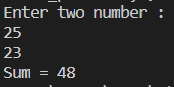 Enter two number :
25
23
Sum = 48